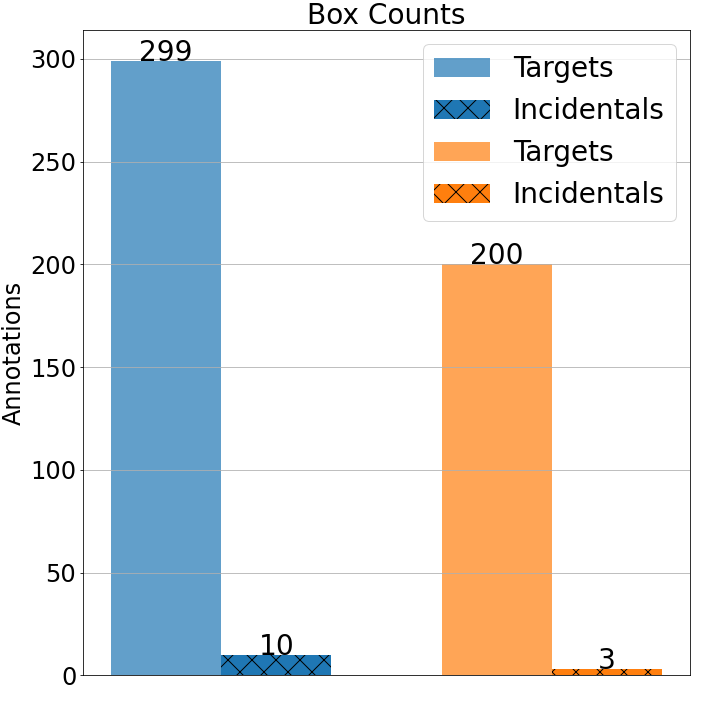 Box Counts
Annotations
300
250
200
150
100
50
0
299
10
200
3
Targets
Incidentals
Targets
Incidentals